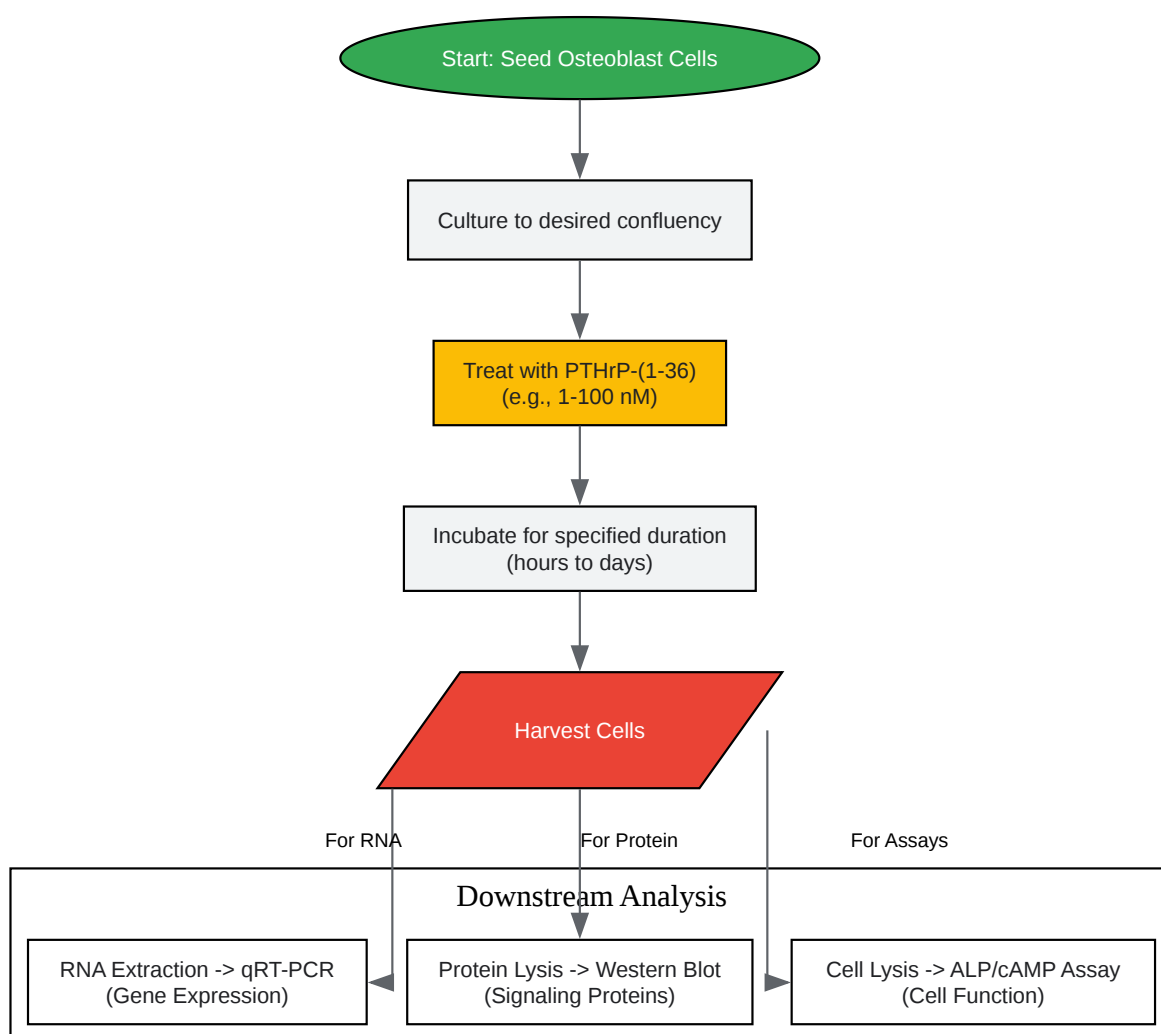 Start: Seed Osteoblast Cells
Culture to desired confluency
Treat with PTHrP-(1-36)
(e.g., 1-100 nM)
Incubate for specified duration
(hours to days)
Harvest Cells
For RNA
For Protein
For Assays
Downstream Analysis
RNA Extraction -> qRT-PCR
(Gene Expression)
Protein Lysis -> Western Blot
(Signaling Proteins)
Cell Lysis -> ALP/cAMP Assay
(Cell Function)